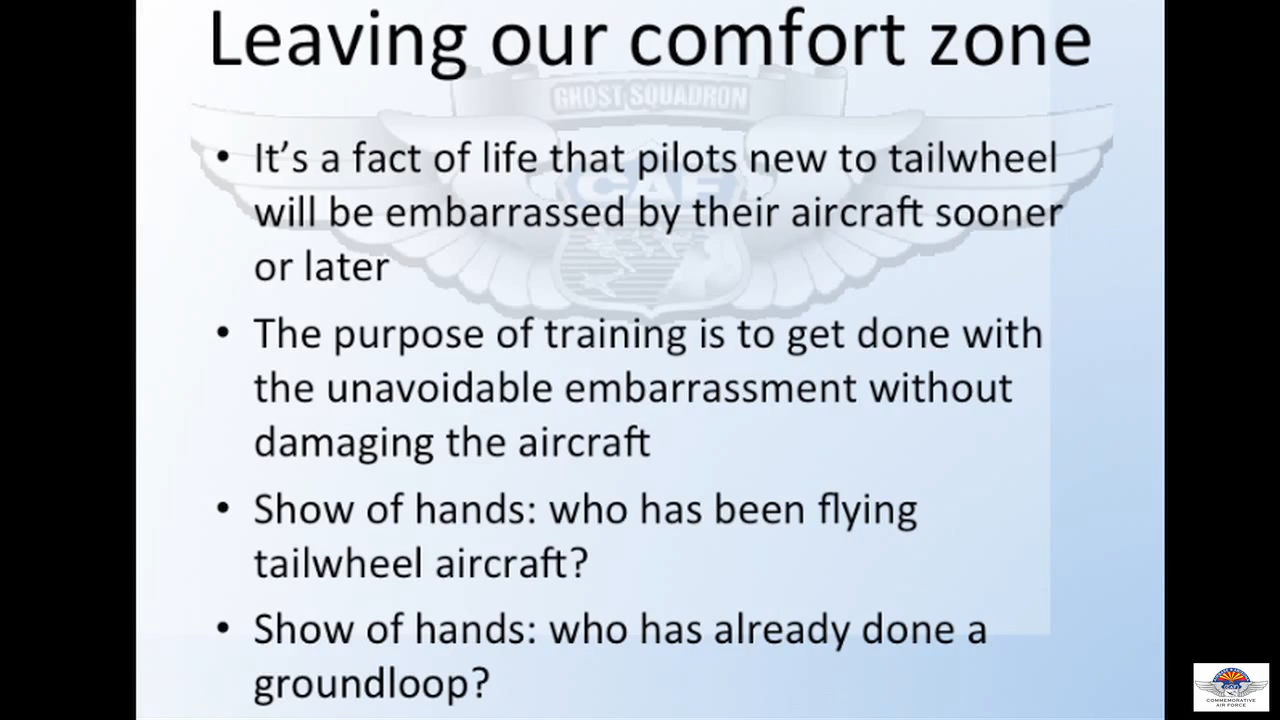 Leaving our comfort zone
GHOST SQUADRON
CAF
• It's a fact of life that pilots new to tailwheel
will be embarrassed by their aircraft sooner
or later
• The purpose of training is to get done with
the unavoidable embarrassment without
damaging the aircraft
• Show of hands: who has been flying
tailwheel aircraft?
• Show of hands: who has already done a
groundloop?
CAF
COMMEMORATIVE
AIR FORCE